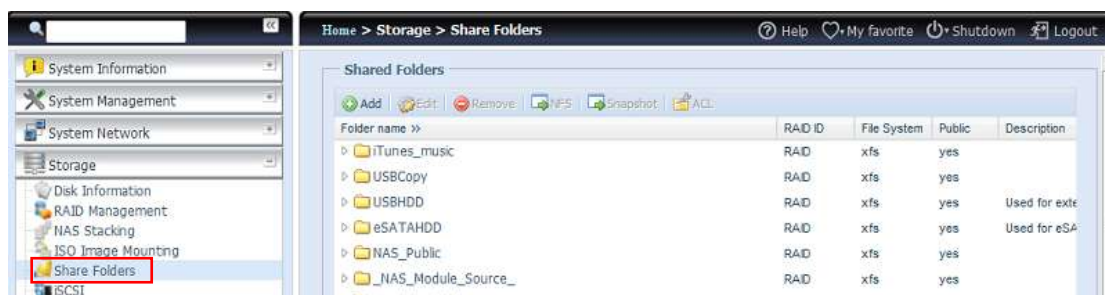 Home > Storage > Share Folders
Help My favorite Shutdown Logout
System Information
System Management
System Network
Storage
Disk Information
RAID Management
NAS Stacking
ISO Image Mounting
Share Folders
iSCSI
Shared Folders
Add Edit Remove NFS Snapshot ACL
Folder name » RAID ID File System Public Description
iTunes_music RAID xfs yes
USBCopy RAID xfs yes
USBHDD RAID xfs yes Used for exte
eSATAHDD RAID xfs yes Used for eSA
NAS_Public RAID xfs yes
_NAS_Module_Source_ RAID xfs yes